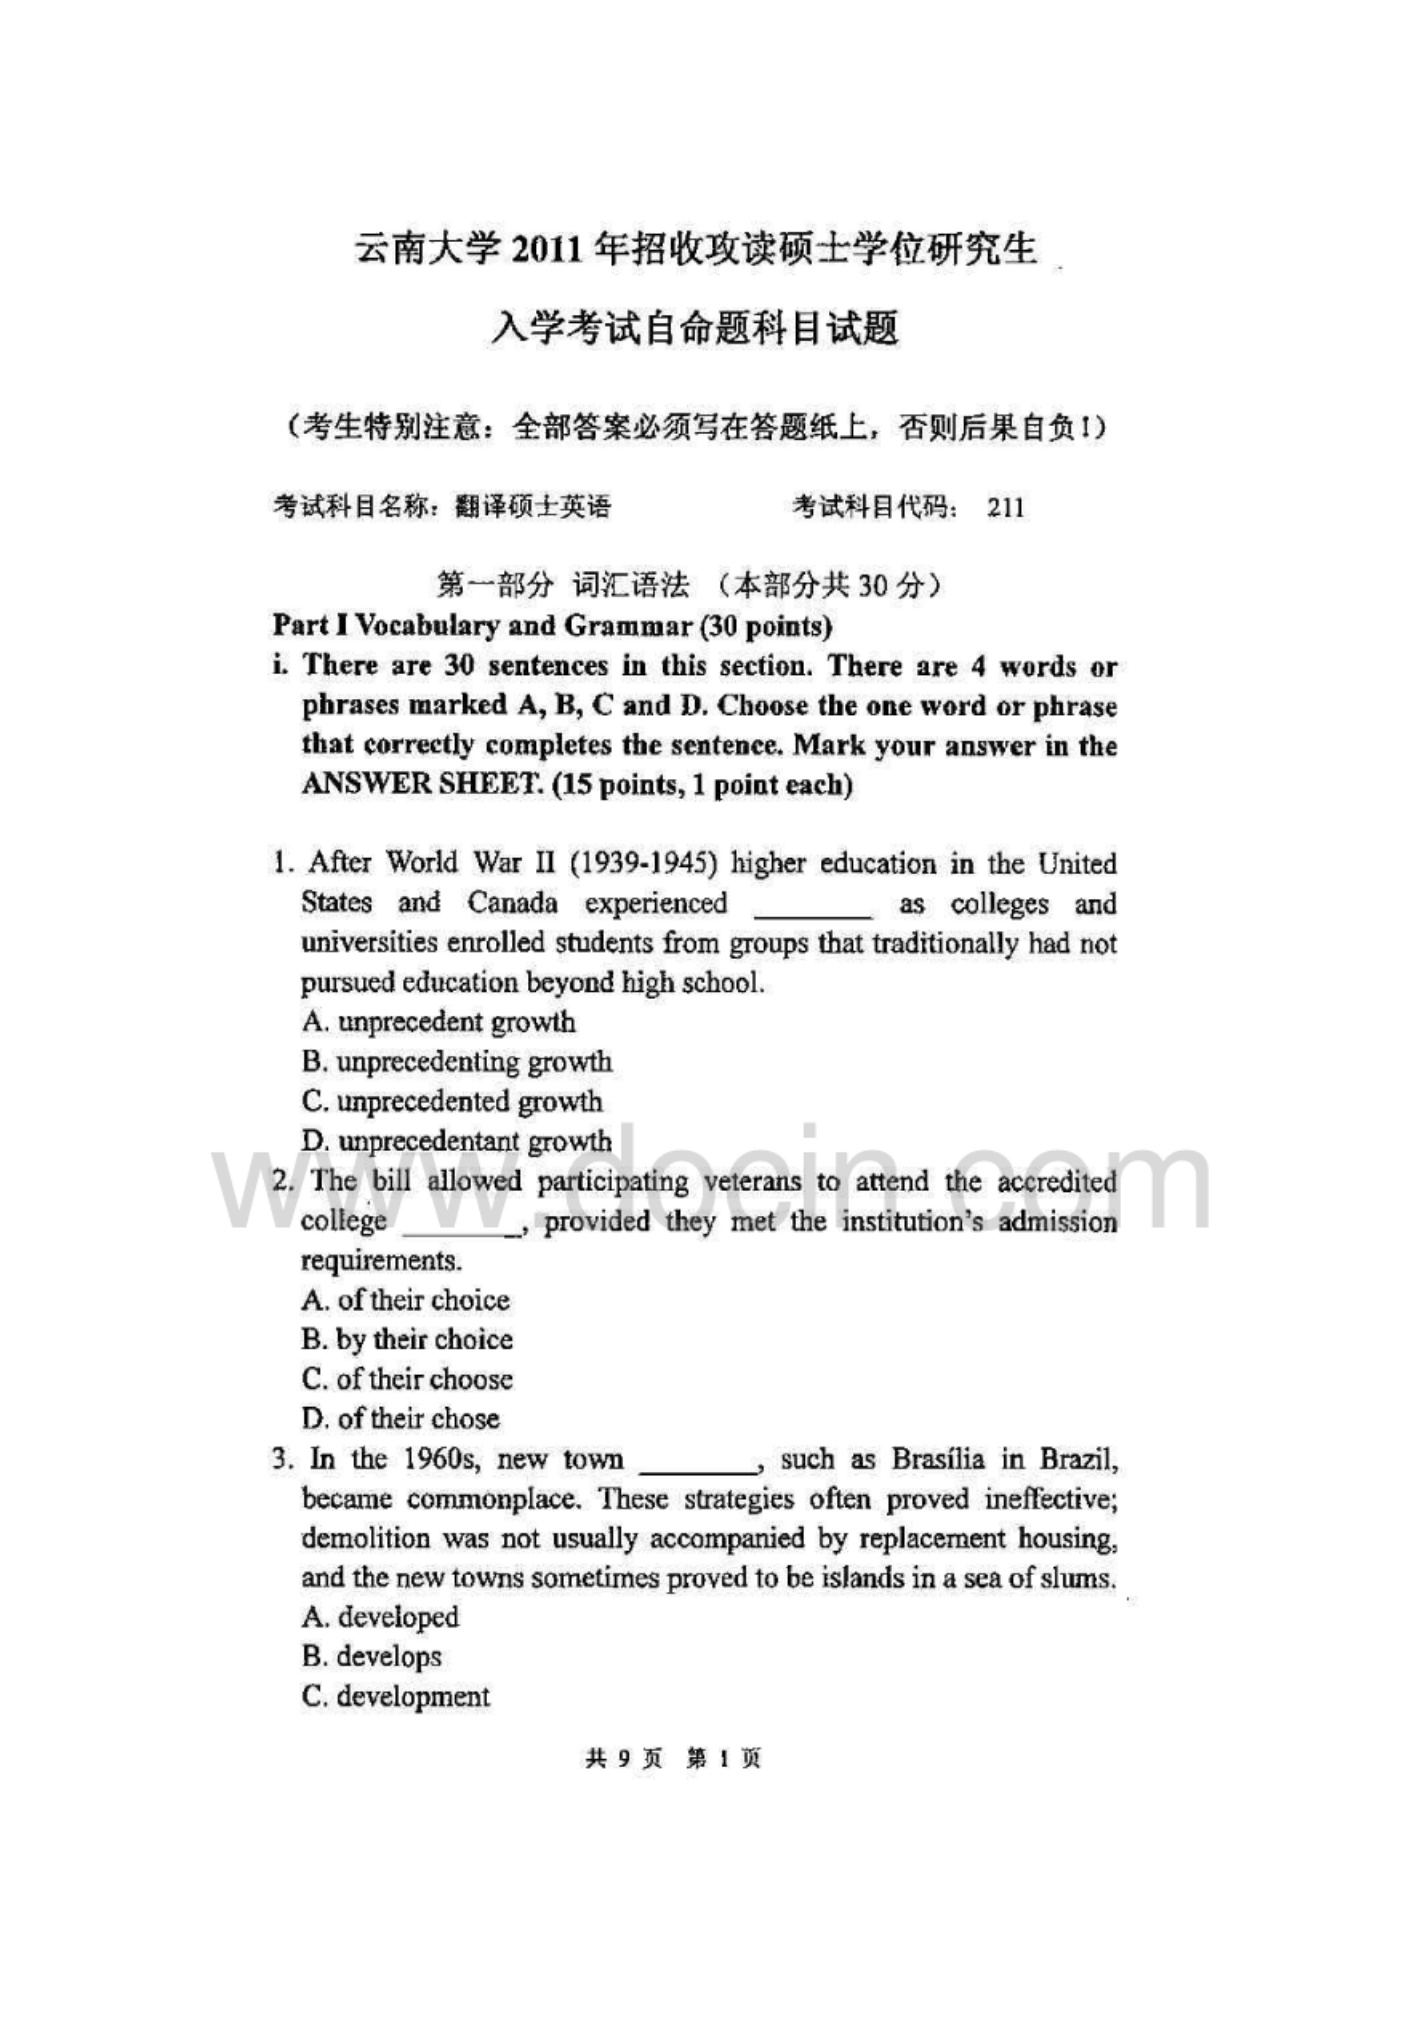 云南大学 2011 年招收攻读硕士学位研究生
入学考试自命题科目试题
（考生特别注意：全部答案必须写在答题纸上，否则后果自负!）
考试科目名称：翻译硕士英语 考试科目代码： 211
第一部分 词汇语法 （本部分共 30 分）
Part I Vocabulary and Grammar (30 points)
i. There are 30 sentences in this section. There are 4 words or
phrases marked A, B, C and D. Choose the one word or phrase
that correctly completes the sentence. Mark your answer in the
ANSWER SHEET. (15 points, 1 point each)
1. After World War II (1939-1945) higher education in the United
States and Canada experienced ________ as colleges and
universities enrolled students from groups that traditionally had not
pursued education beyond high school.
A. unprecedent growth
B. unprecedenting growth
C. unprecedented growth
D. unprecedentant growth
www.docin.com
2. The bill allowed participating veterans to attend the accredited
college ________, provided they met the institution's admission
requirements.
A. of their choice
B. by their choice
C. of their choose
D. of their chose
3. In the 1960s, new town ________, such as Brasília in Brazil,
became commonplace. These strategies often proved ineffective;
demolition was not usually accompanied by replacement housing,
and the new towns sometimes proved to be islands in a sea of slums.
A. developed
B. develops
C. development
共 9 页 第 1 页